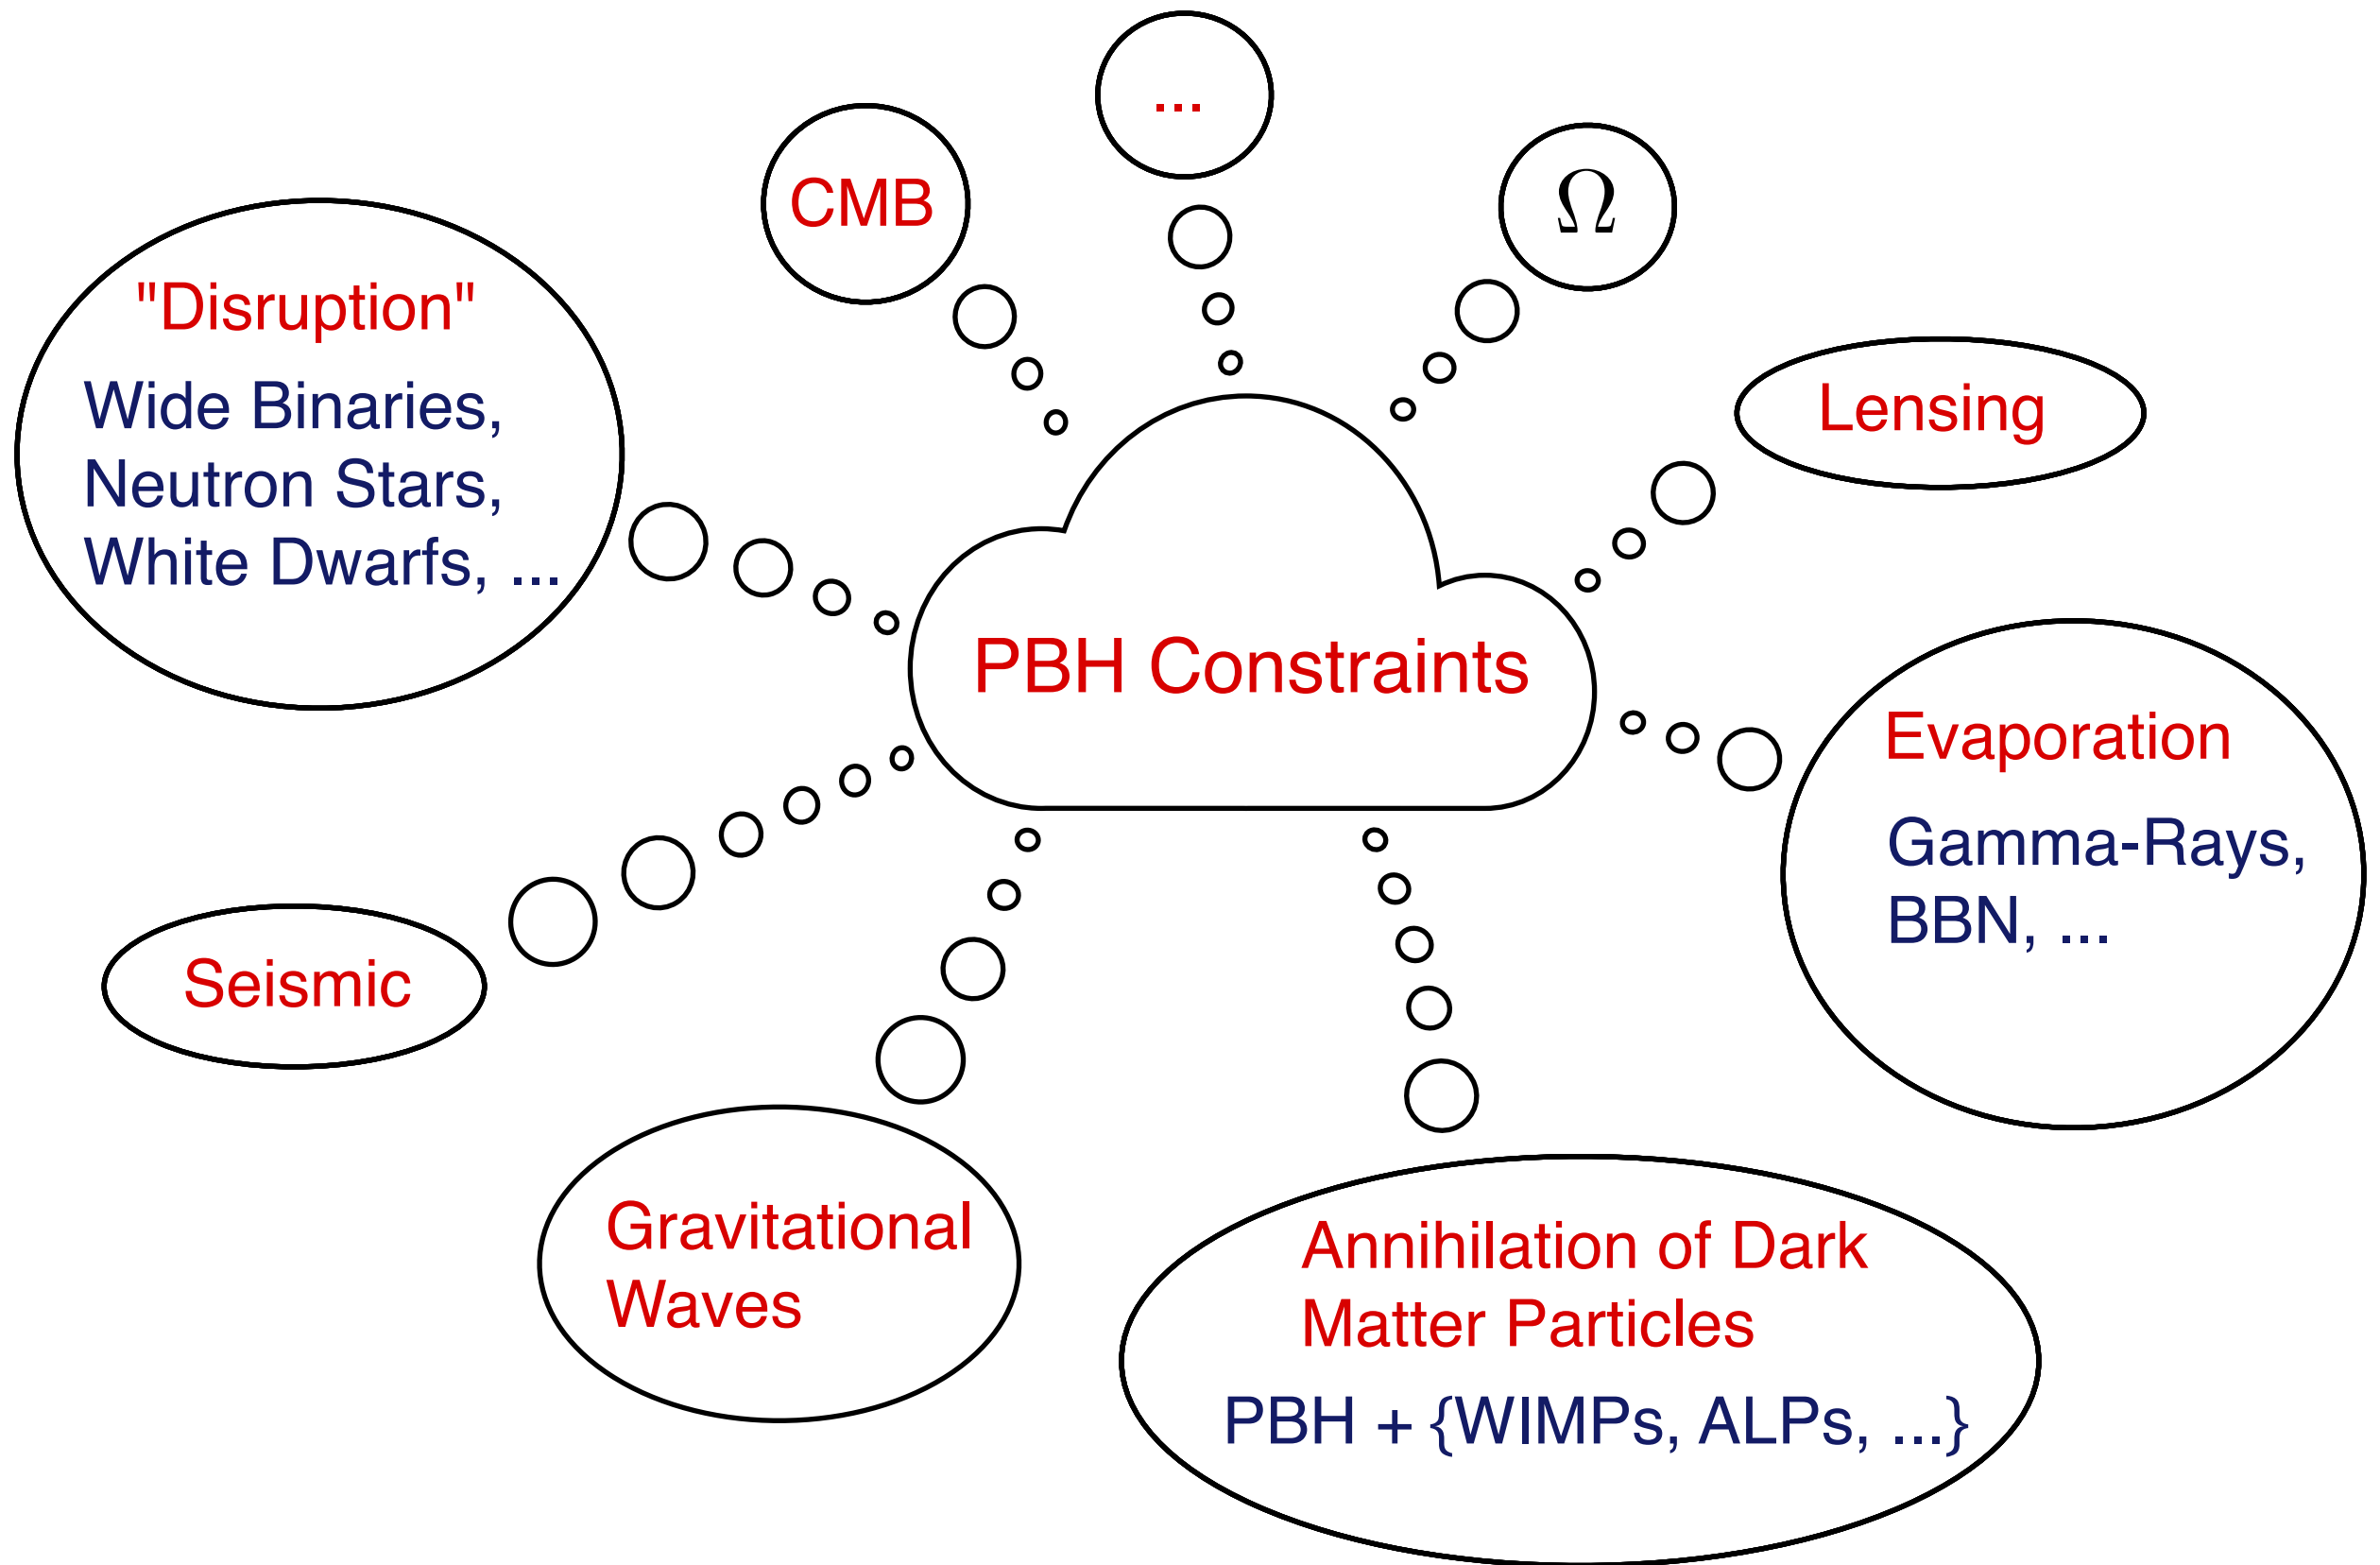 ...
CMB
Ω
"Disruption"
Wide Binaries,
Neutron Stars,
White Dwarfs, ...
Lensing
PBH Constraints
Evaporation
Gamma-Rays,
BBN, ...
Seismic
Gravitational
Waves
Annihilation of Dark
Matter Particles
PBH + {WIMPs, ALPs, ...}